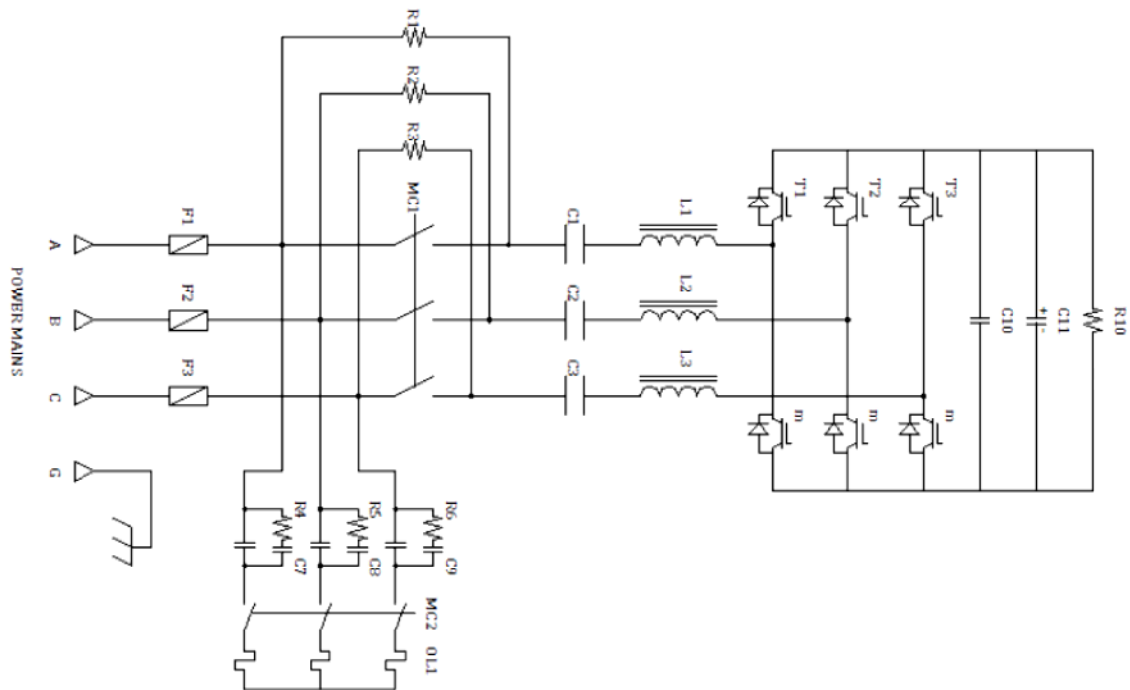 R1
R2
R3
MC1
F1
F2
F3
A
B
C
G
POWER MAINS
C1
C2
C3
L1
L2
L3
T1
T2
T3
m
m
m
C10
+ -
C11
R10
R4
C7
R5
C8
R6
C9
MC2
OL1